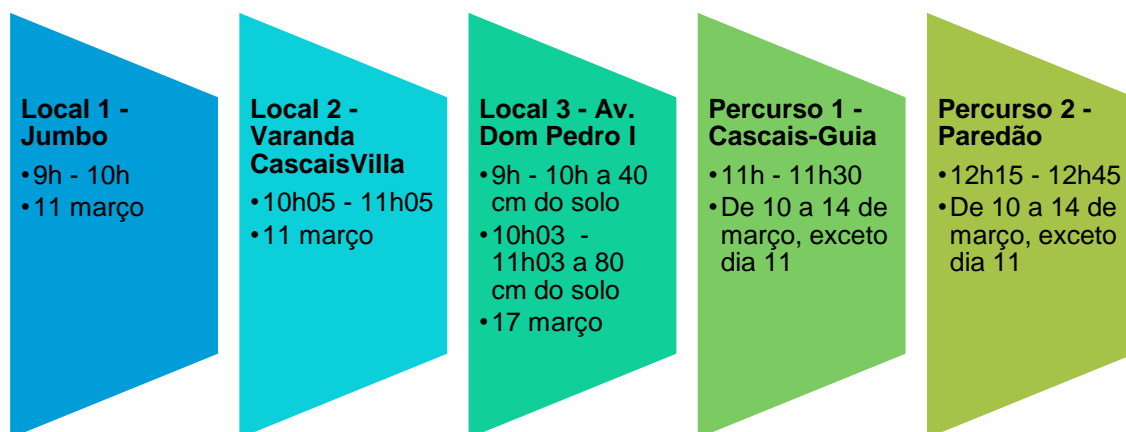 Local 1 -
Jumbo
•9h - 10h
•11 março
Local 2 -
Varanda
CascaisVilla
•10h05 - 11h05
•11 março
Local 3 - Av.
Dom Pedro I
•9h - 10h a 40
cm do solo
•10h03 -
11h03 a 80
cm do solo
•17 março
Percurso 1 -
Cascais-Guia
•11h - 11h30
•De 10 a 14 de
março, exceto
dia 11
Percurso 2 -
Paredão
•12h15 - 12h45
•De 10 a 14 de
março, exceto
dia 11